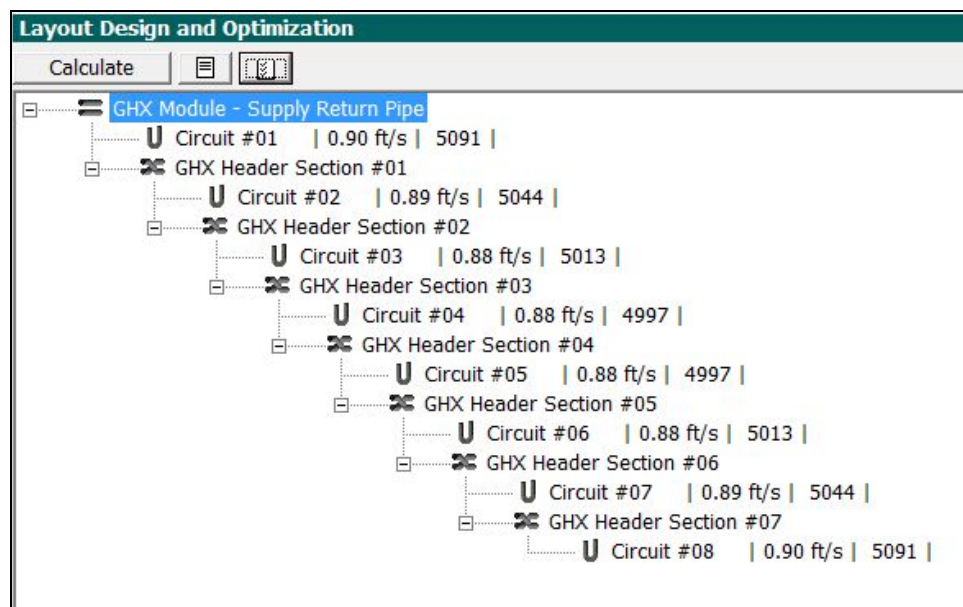 Layout Design and Optimization
Calculate
GHX Module - Supply Return Pipe
Circuit #01 | 0.90 ft/s | 5091 |
GHX Header Section #01
Circuit #02 | 0.89 ft/s | 5044 |
GHX Header Section #02
Circuit #03 | 0.88 ft/s | 5013 |
GHX Header Section #03
Circuit #04 | 0.88 ft/s | 4997 |
GHX Header Section #04
Circuit #05 | 0.88 ft/s | 4997 |
GHX Header Section #05
Circuit #06 | 0.88 ft/s | 5013 |
GHX Header Section #06
Circuit #07 | 0.89 ft/s | 5044 |
GHX Header Section #07
Circuit #08 | 0.90 ft/s | 5091 |